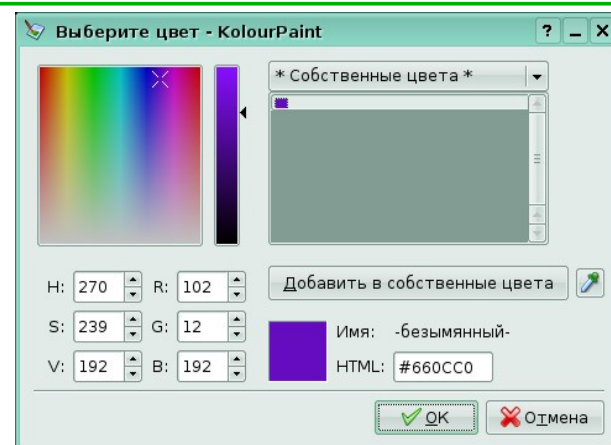 Выберите цвет - KolourPaint
* Собственные цвета *
H: 270 R: 102
S: 239 G: 12
V: 192 B: 192
Добавить в собственные цвета
Имя: -безымянный-
HTML: #660CC0
OK Отмена